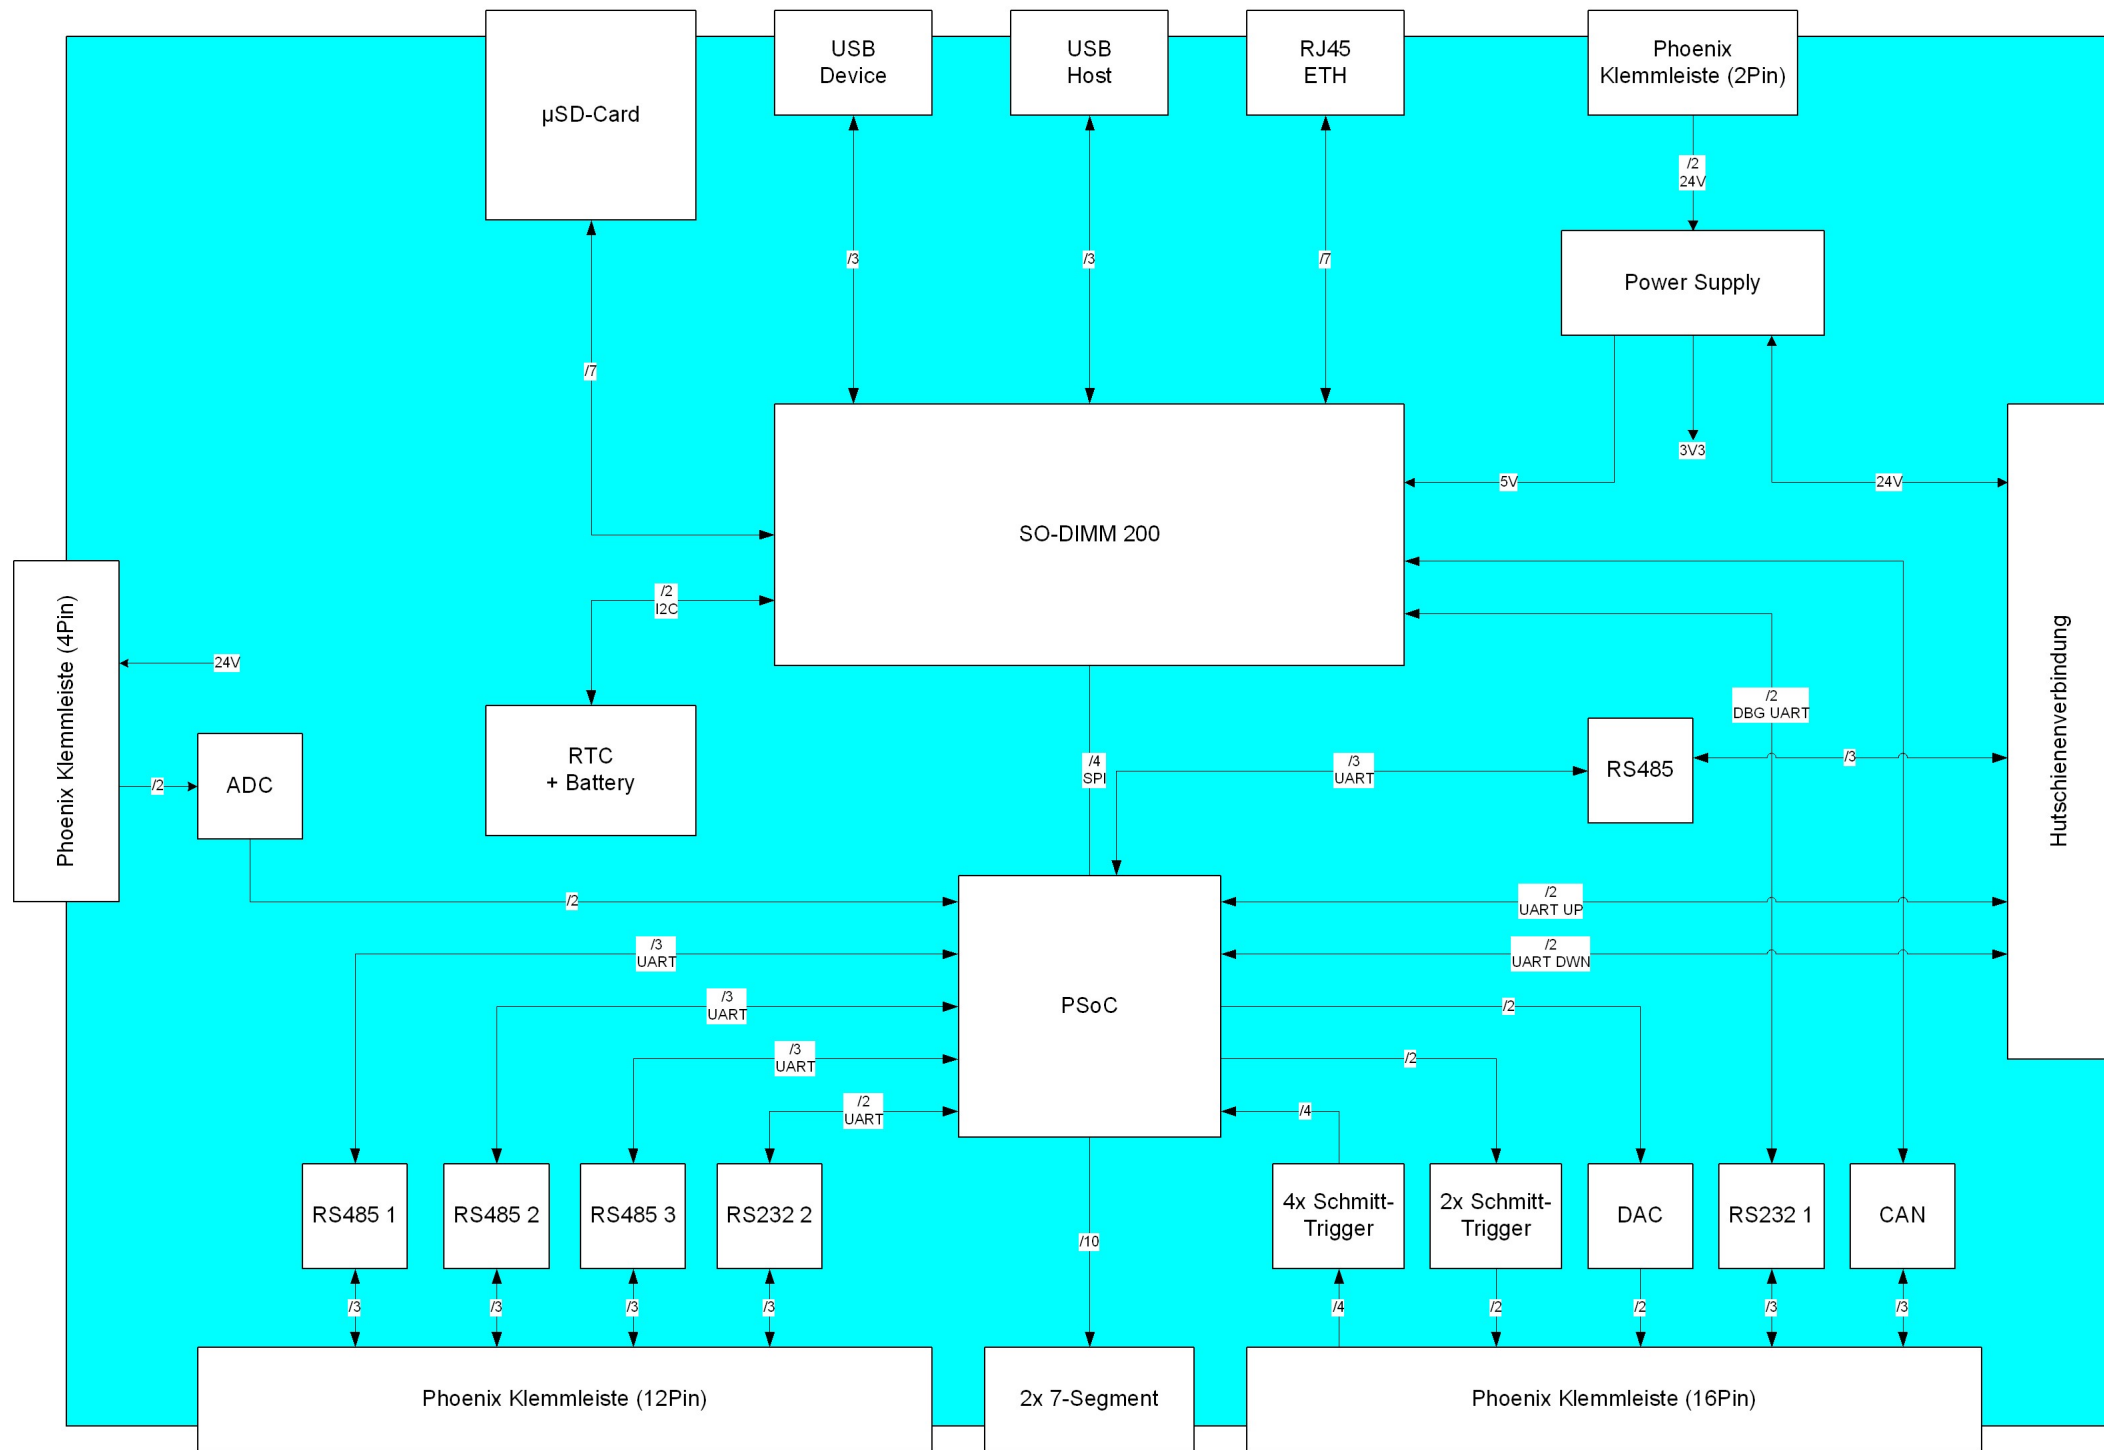 µSD-Card
USB
Device
USB
Host
RJ45
ETH
Phoenix
Klemmleiste (2Pin)
/2
24V
/3
/3
/7
Power Supply
/7
3V3
5V
24V
SO-DIMM 200
/2
I2C
Phoenix Klemmleiste (4Pin)
24V
Hutschienenverbindung
/2
DBG UART
RTC
+ Battery
/4
SPI
/3
UART
RS485
/3
/2
ADC
/2
/2
UART UP
/3
UART
/2
UART DWN
/3
UART
PSoC
/2
/3
UART
/2
/2
UART
/4
RS485 1
RS485 2
RS485 3
RS232 2
/10
4x Schmitt-
Trigger
2x Schmitt-
Trigger
DAC
RS232 1
CAN
/3
/3
/3
/3
/4
/2
/2
/3
/3
Phoenix Klemmleiste (12Pin)
2x 7-Segment
Phoenix Klemmleiste (16Pin)